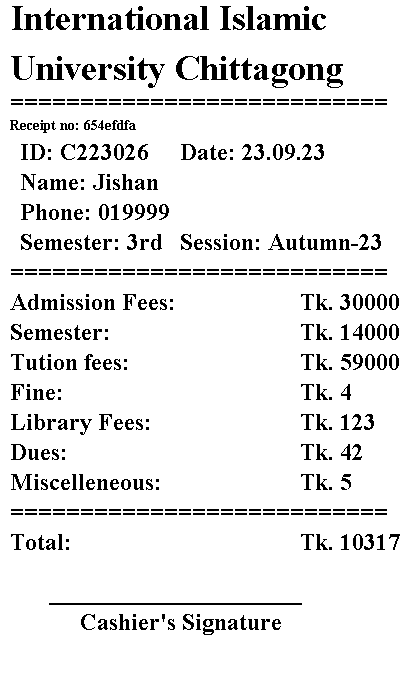 International Islamic
University Chittagong
===========================
Receipt no: 654efdfa
ID: C223026 Date: 23.09.23
Name: Jishan
Phone: 019999
Semester: 3rd Session: Autumn-23
===========================
Admission Fees: Tk. 30000
Semester: Tk. 14000
Tution fees: Tk. 59000
Fine: Tk. 4
Library Fees: Tk. 123
Dues: Tk. 42
Miscelleneous: Tk. 5
===========================
Total: Tk. 10317
Cashier's Signature